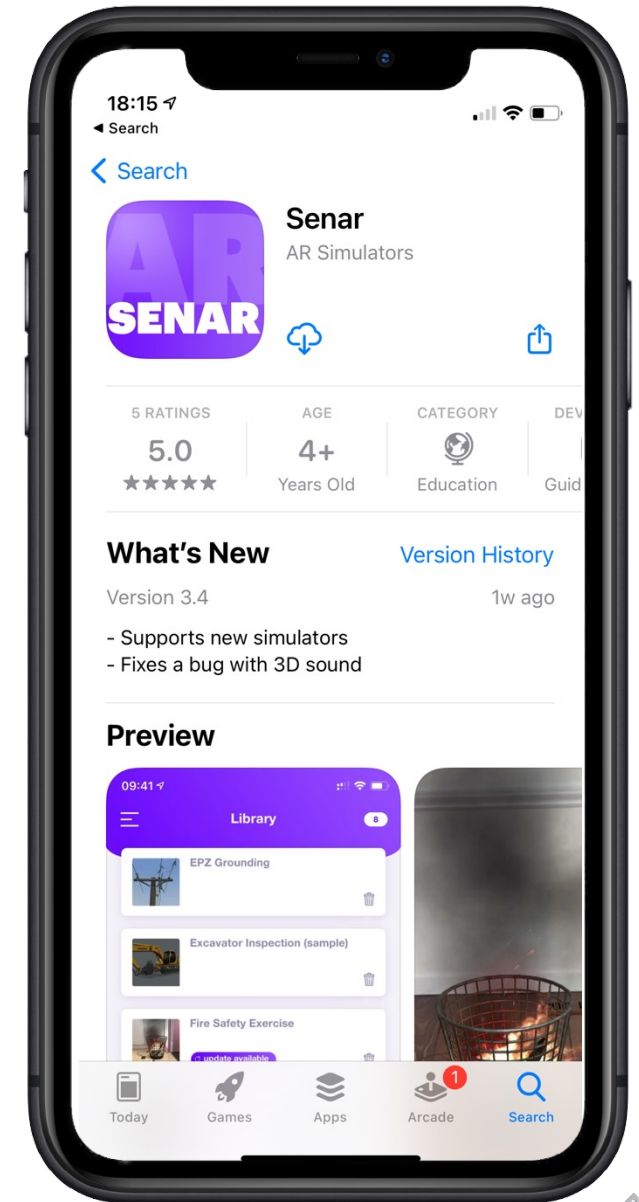 18:15
Search
Search
AR
SENAR
Senar
AR Simulators
5 RATINGS
5.0
AGE
4+
Years Old
CATEGORY
Education
DEV
Guid
What's New
Version History
Version 3.4
1w ago
- Supports new simulators
- Fixes a bug with 3D sound
Preview
09:41
Library
8
EPZ Grounding
Excavator Inspection (sample)
Fire Safety Exercise
update available
Today
Games
Apps
1
Arcade
Search